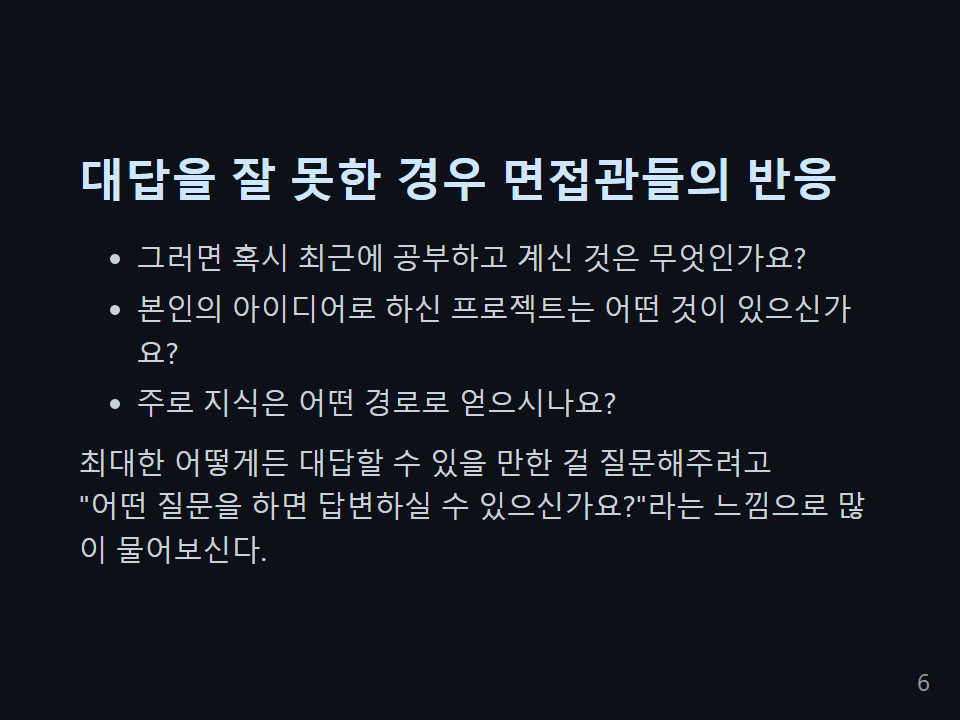 대답을 잘 못한 경우 면접관들의 반응
• 그러면 혹시 최근에 공부하고 계신 것은 무엇인가요?
• 본인의 아이디어로 하신 프로젝트는 어떤 것이 있으신가
요?
• 주로 지식은 어떤 경로로 얻으시나요?
최대한 어떻게든 대답할 수 있을 만한 걸 질문해주려고
"어떤 질문을 하면 답변하실 수 있으신가요?"라는 느낌으로 많
이 물어보신다.
6